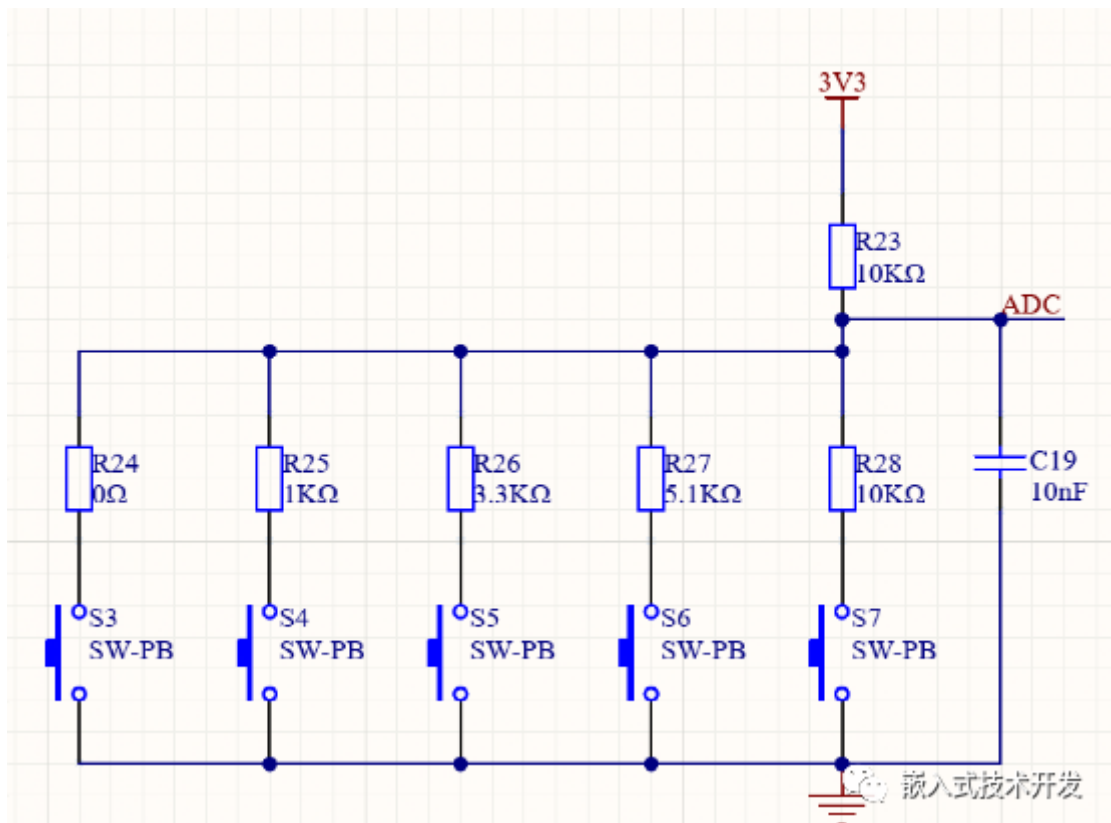 3V3
R23
10KΩ
ADC
R24
0Ω
R25
1KΩ
R26
3.3KΩ
R27
5.1KΩ
R28
10KΩ
C19
10nF
S3
SW-PB
S4
SW-PB
S5
SW-PB
S6
SW-PB
S7
SW-PB
嵌入式技术开发